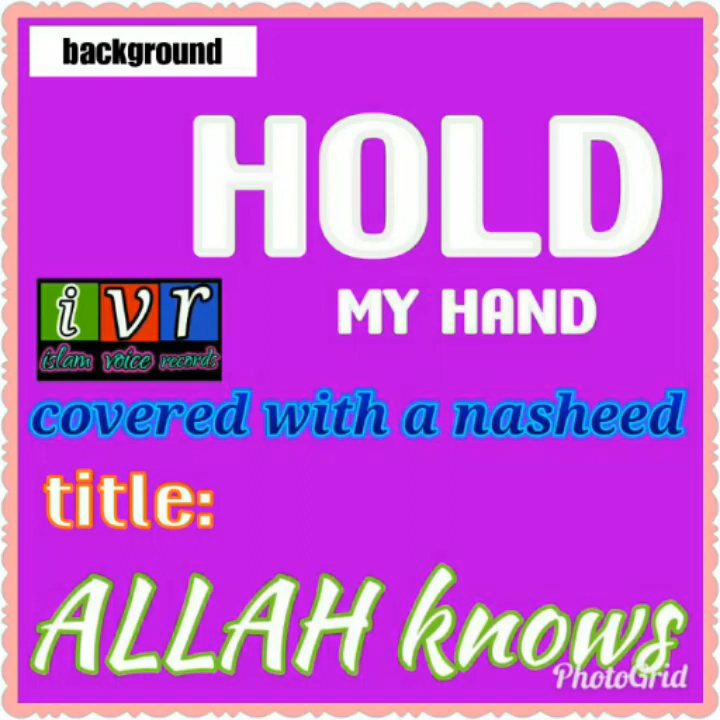 background
HOLD
MY HAND
ivr
islam voice records
covered with a nasheed
title:
ALLAH knows
PhotoGrid